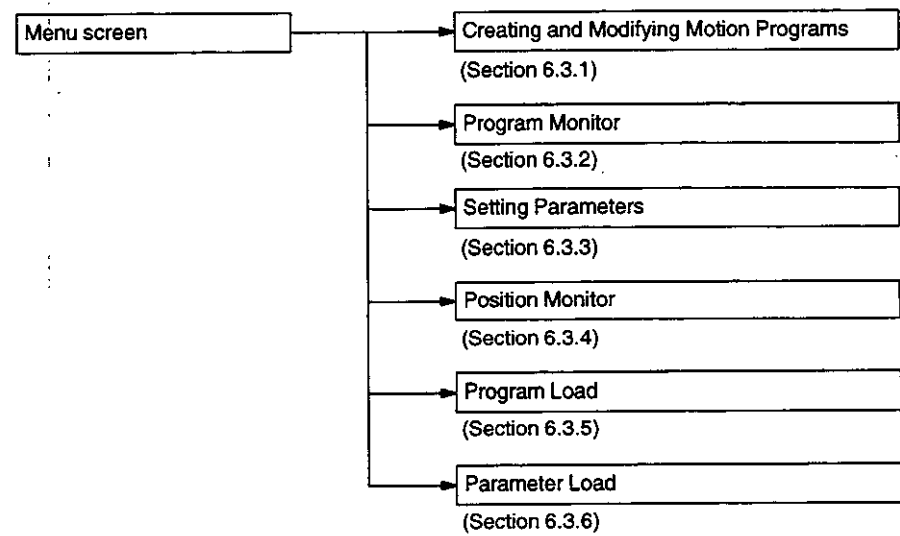 Menu screen
Creating and Modifying Motion Programs
(Section 6.3.1)
Program Monitor
(Section 6.3.2)
Setting Parameters
(Section 6.3.3)
Position Monitor
(Section 6.3.4)
Program Load
(Section 6.3.5)
Parameter Load
(Section 6.3.6)